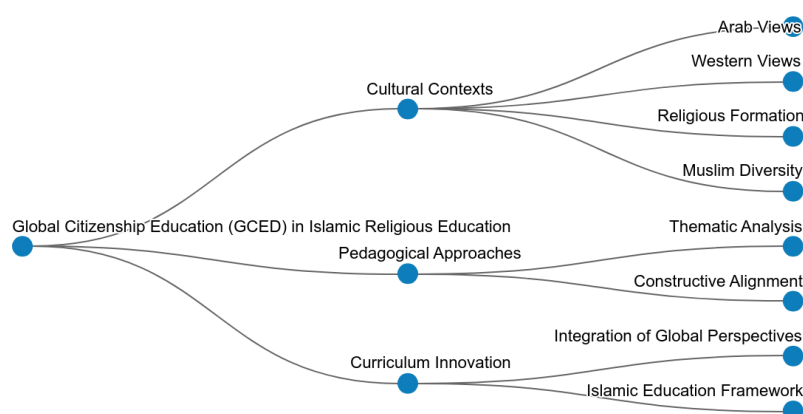 Arab Views
Western Views
Cultural Contexts
Religious Formation
Muslim Diversity
Global Citizenship Education (GCED) in Islamic Religious Education
Thematic Analysis
Pedagogical Approaches
Constructive Alignment
Integration of Global Perspectives
Curriculum Innovation
Islamic Education Framework